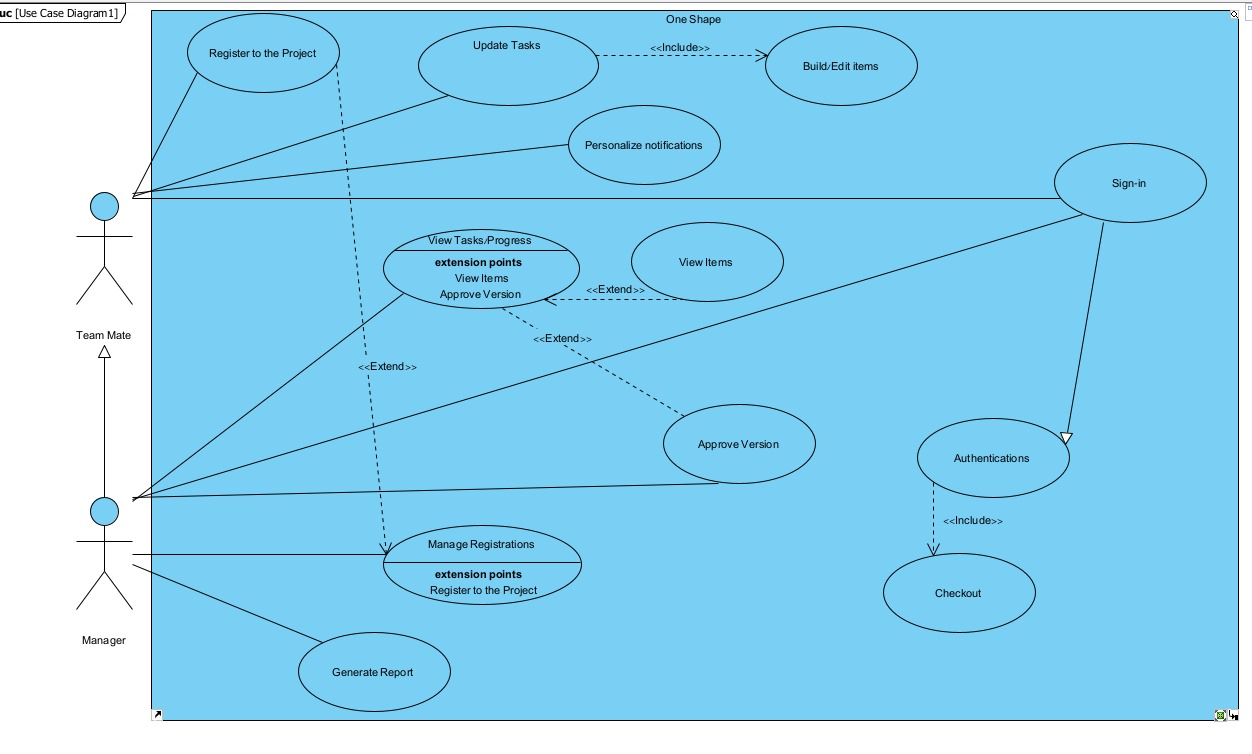 uc [Use Case Diagram1]
One Shape
Register to the Project
Update Tasks
<<Include>>
Build/Edit items
Personalize notifications
Sign-in
View Tasks/Progress
extension points
View Items
Approve Version
View Items
<<Extend>>
<<Extend>>
Team Mate
<<Extend>>
Approve Version
Authentications
<<Include>>
Manage Registrations
extension points
Register to the Project
Checkout
Manager
Generate Report